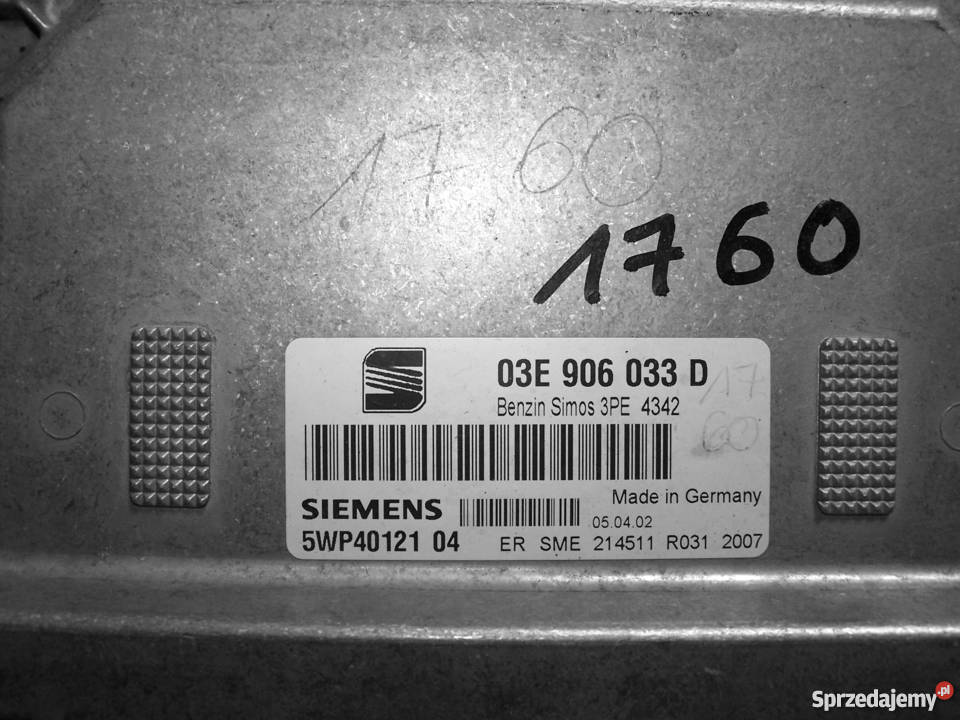 17 60
1760
03E 906 033 D
Benzin Simos 3PE 4342
17
60
Made in Germany
SIEMENS
05.04.02
5WP40121 04
ER SME 214511 R031 2007
Sprzedajemy.pl